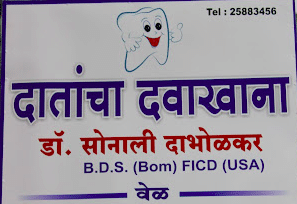 Tel : 25883456
दातांचा दवाखाना
डॉ. सोनाली दाभोळकर
B.D.S. (Bom) FICD (USA)
वेळ